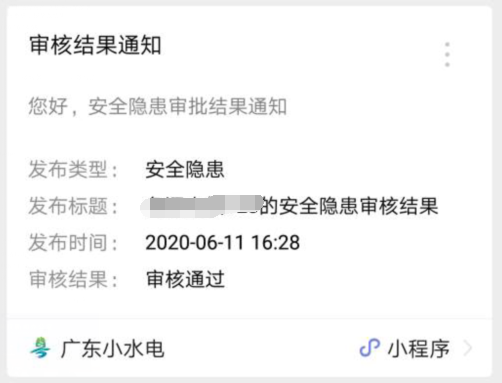 审核结果通知
您好，安全隐患审批结果通知
发布类型： 安全隐患
发布标题： 的安全隐患审核结果
发布时间： 2020-06-11 16:28
审核结果： 审核通过
广东小水电 小程序